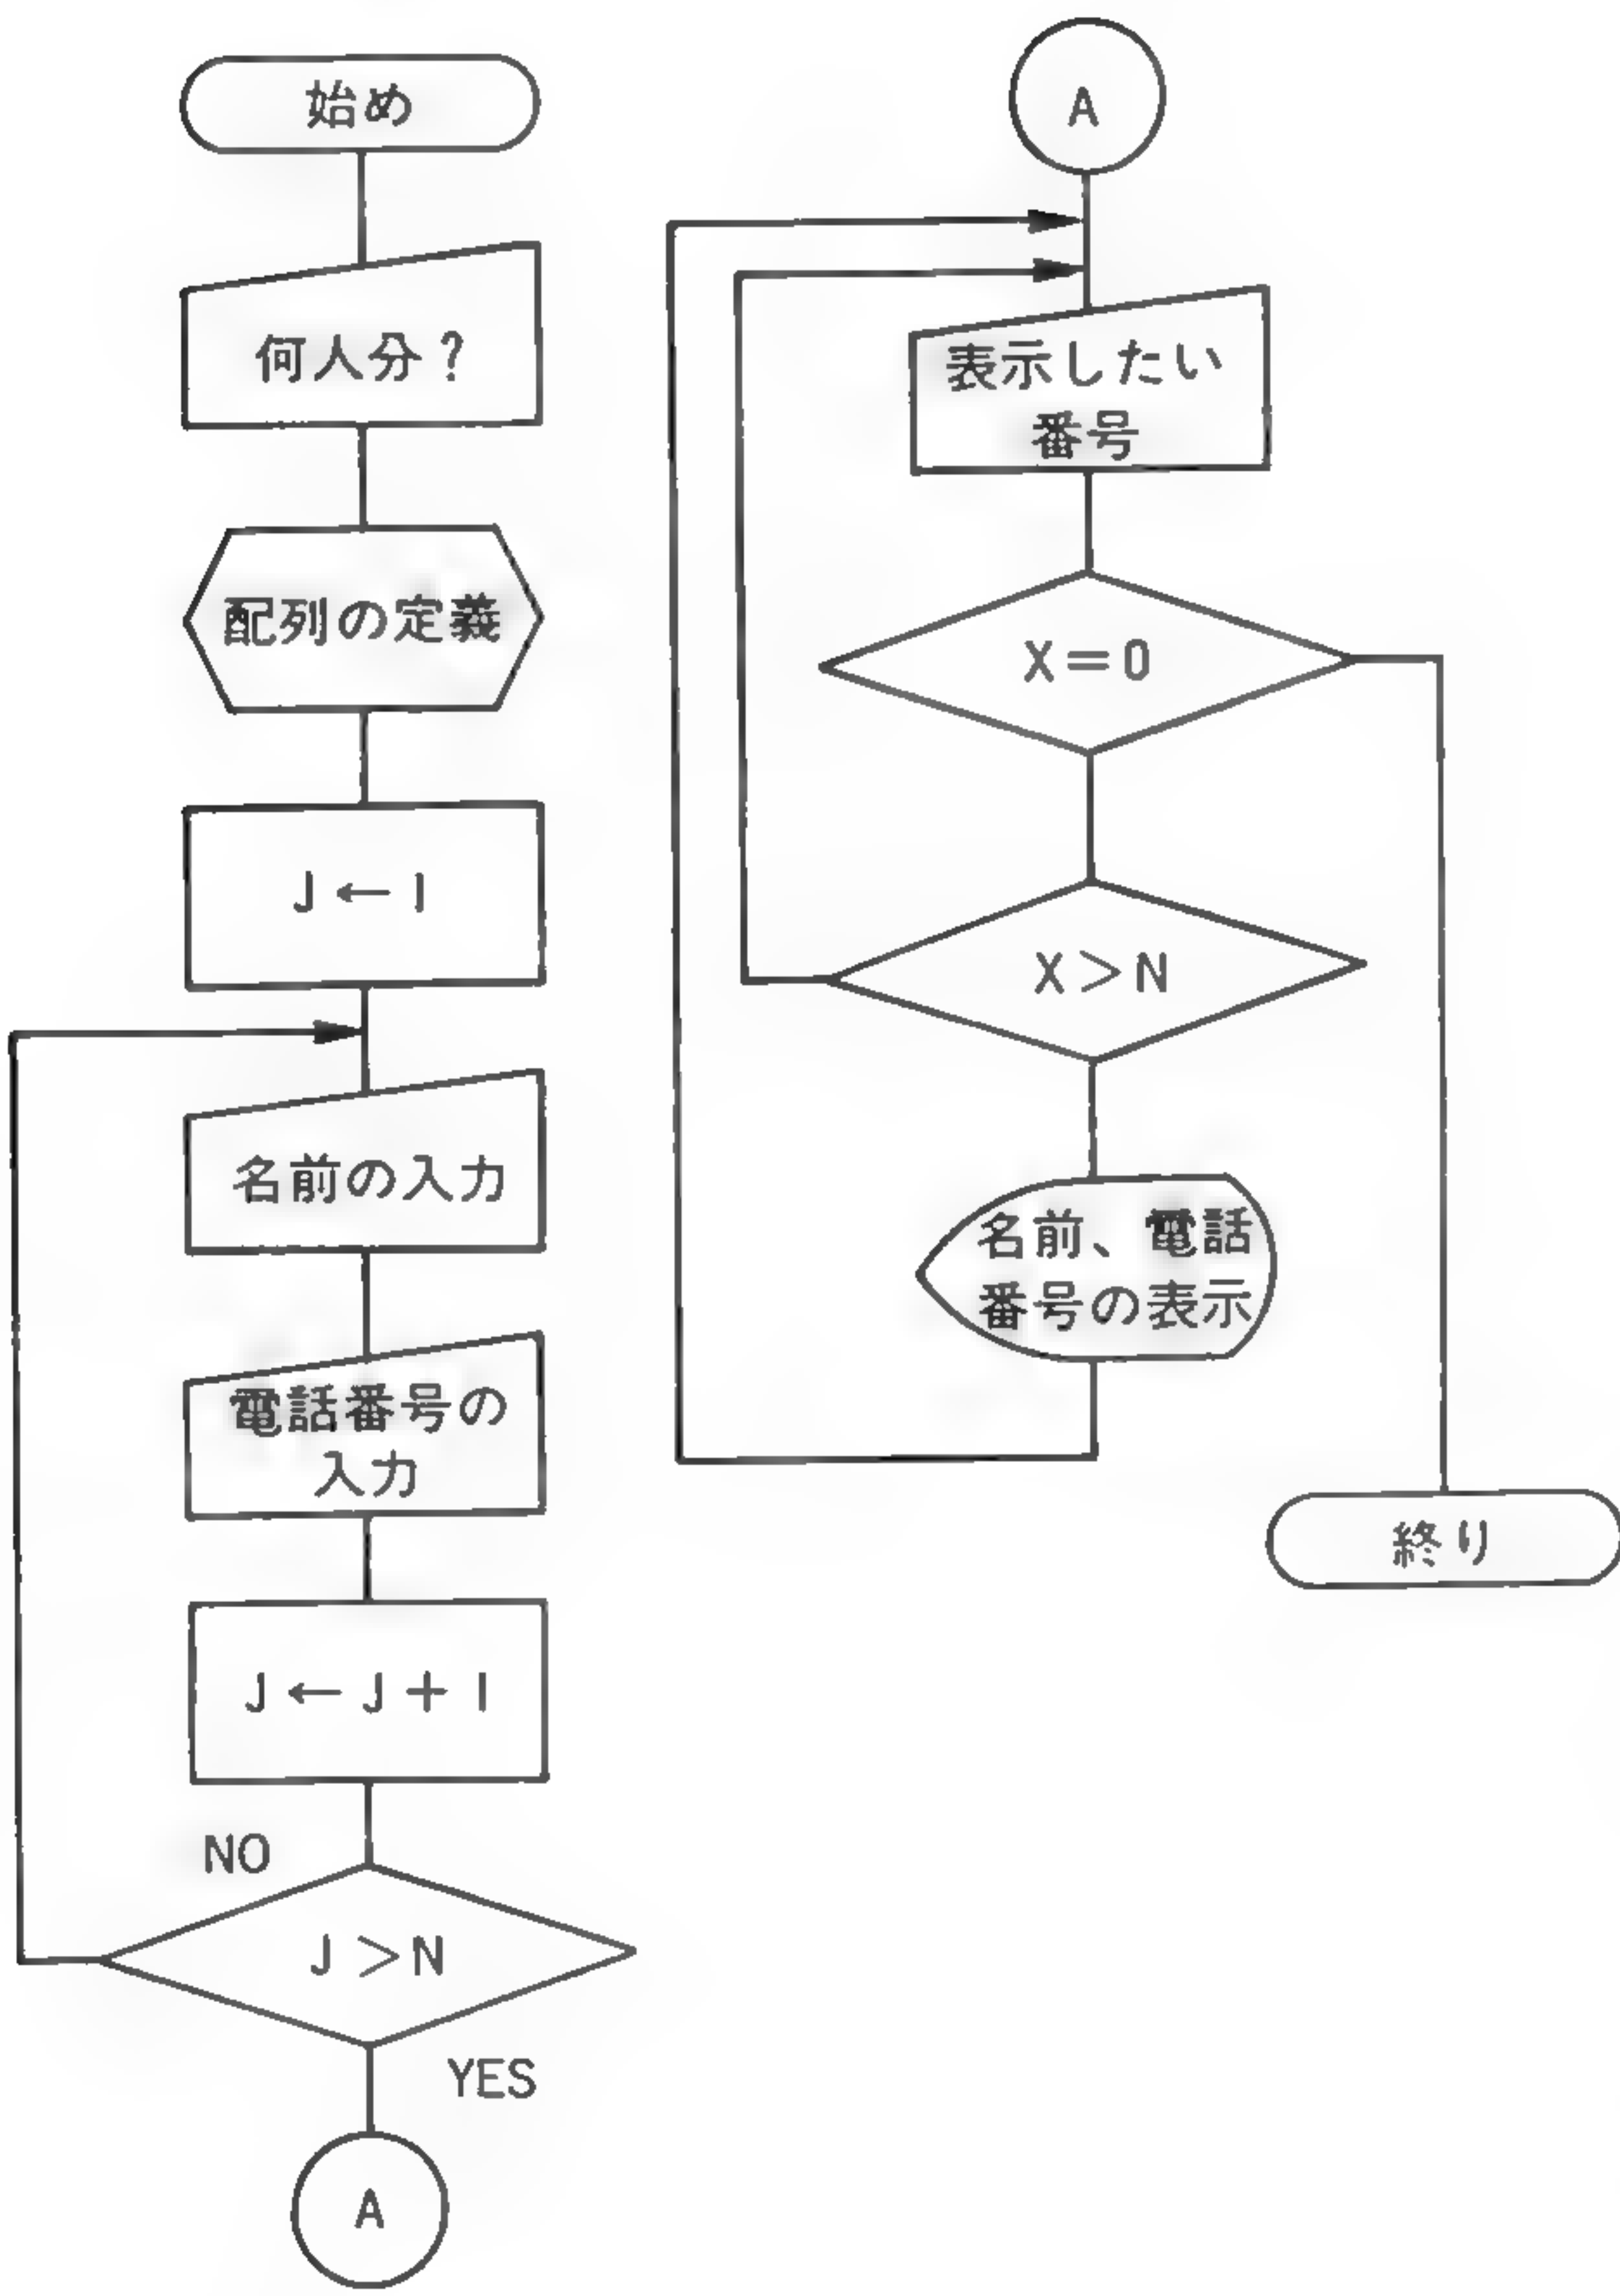 始め
何人分?
配列の定義
J←1
名前の入力
電話番号の
入力
J←J+1
NO
J>N
YES
A
A
表示したい
番号
X=0
X>N
名前、電話
番号の表示
終り